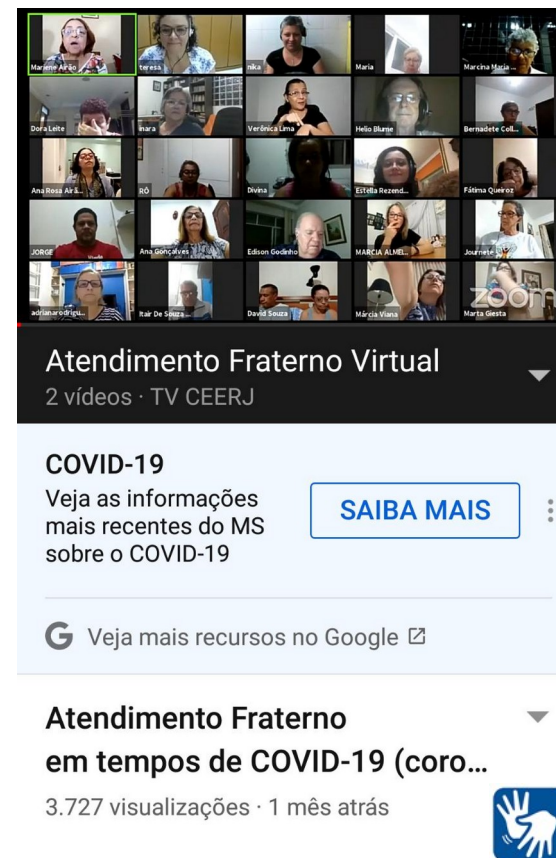 Marlene Airão
teresa
nika
Maria
Marcina Maria ...
Dora Leite
inara
Verônica Lima
Helio Blume
Bernadete Coll...
Ana Rosa Airã...
RÔ
Divina
Estella Rezend...
Fátima Queiroz
JORGE
Ana Gonçalves
Edison Godinho
MARCIA ALMEI...
Journete
adrianarodrigu...
Itair De Souza
David Souza
Márcia Viana
Marta Giesta
zoom
Atendimento Fraterno Virtual
2 vídeos · TV CEERJ
COVID-19
Veja as informações
mais recentes do MS
sobre o COVID-19
SAIBA MAIS
G Veja mais recursos no Google
Atendimento Fraterno
em tempos de COVID-19 (coro...
3.727 visualizações · 1 mês atrás